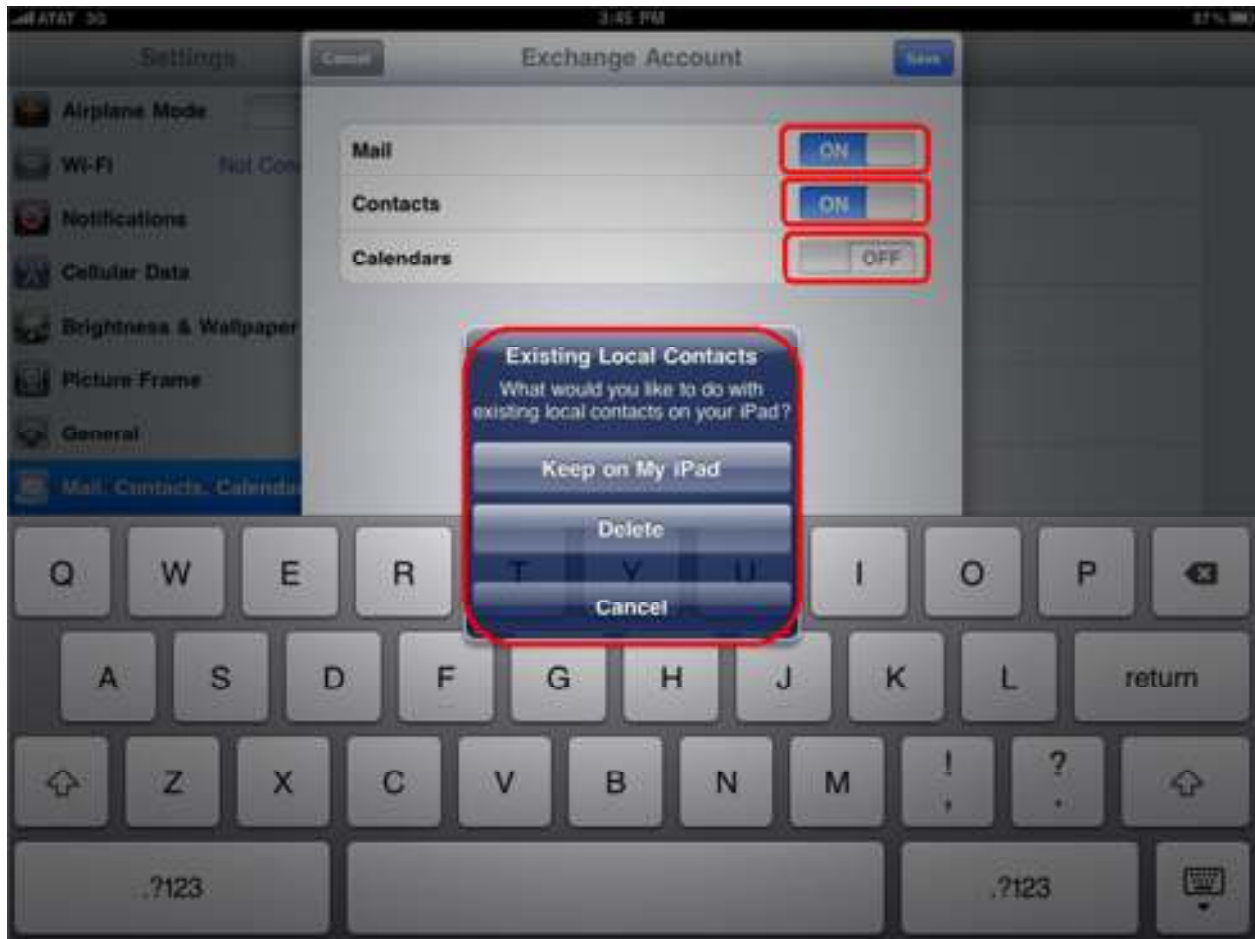 AT&T 3G 3:45 PM 87%
Settings
Cancel Exchange Account Save
Airplane Mode
Wi-Fi Not Con
Notifications
Cellular Data
Brightness & Wallpaper
Picture Frame
General
Mail, Contacts, Calendar
Mail ON
Contacts ON
Calendars OFF
Existing Local Contacts
What would you like to do with
existing local contacts on your iPad?
Keep on My iPad
Delete
Cancel
Q W E R T Y U I O P
A S D F G H J K L return
Z X C V B N M ! , ? .
.?123 .?123